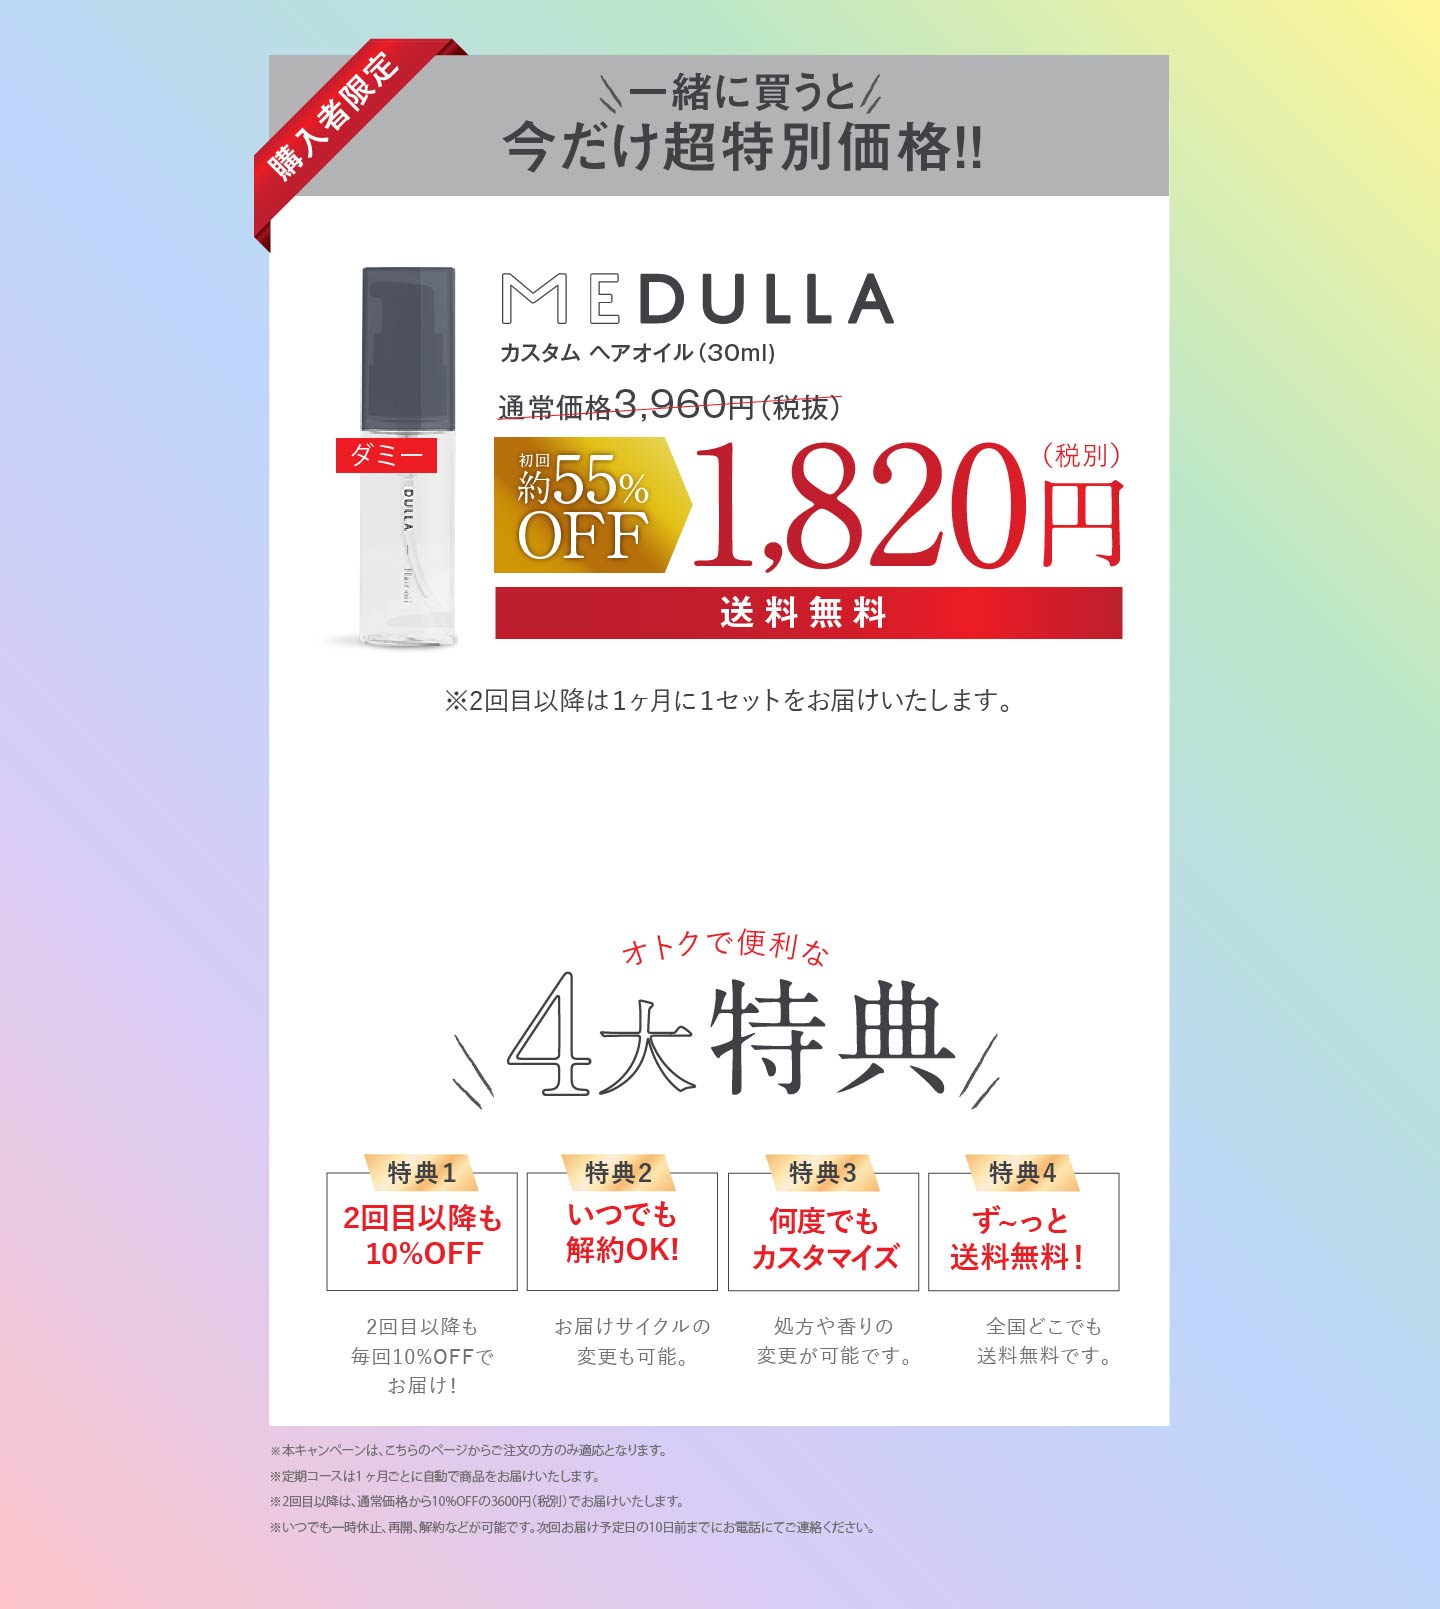 購入者限定
一緒に買うと
今だけ超特別価格!!
MEDULLA
カスタム ヘアオイル(30ml)
通常価格3,960円(税抜)
ダミー
MEDULLA — Hair oil
初回
約55%
OFF
1,820円
(税別)
送料無料
※2回目以降は1ヶ月に1セットをお届けいたします。
オトクで便利な
4大特典
特典1
2回目以降も
10%OFF
2回目以降も
毎回10%OFFで
お届け!
特典2
いつでも
解約OK!
お届けサイクルの
変更も可能。
特典3
何度でも
カスタマイズ
処方や香りの
変更が可能です。
特典4
ず~っと
送料無料!
全国どこでも
送料無料です。
※本キャンペーンは、こちらのページからご注文の方のみ適応となります。
※定期コースは1ヶ月ごとに自動で商品をお届けいたします。
※2回目以降は、通常価格から10%OFFの3600円(税別)でお届けいたします。
※いつでも一時休止、再開、解約などが可能です。次回お届け予定日の10日前までにお電話にてご連絡ください。